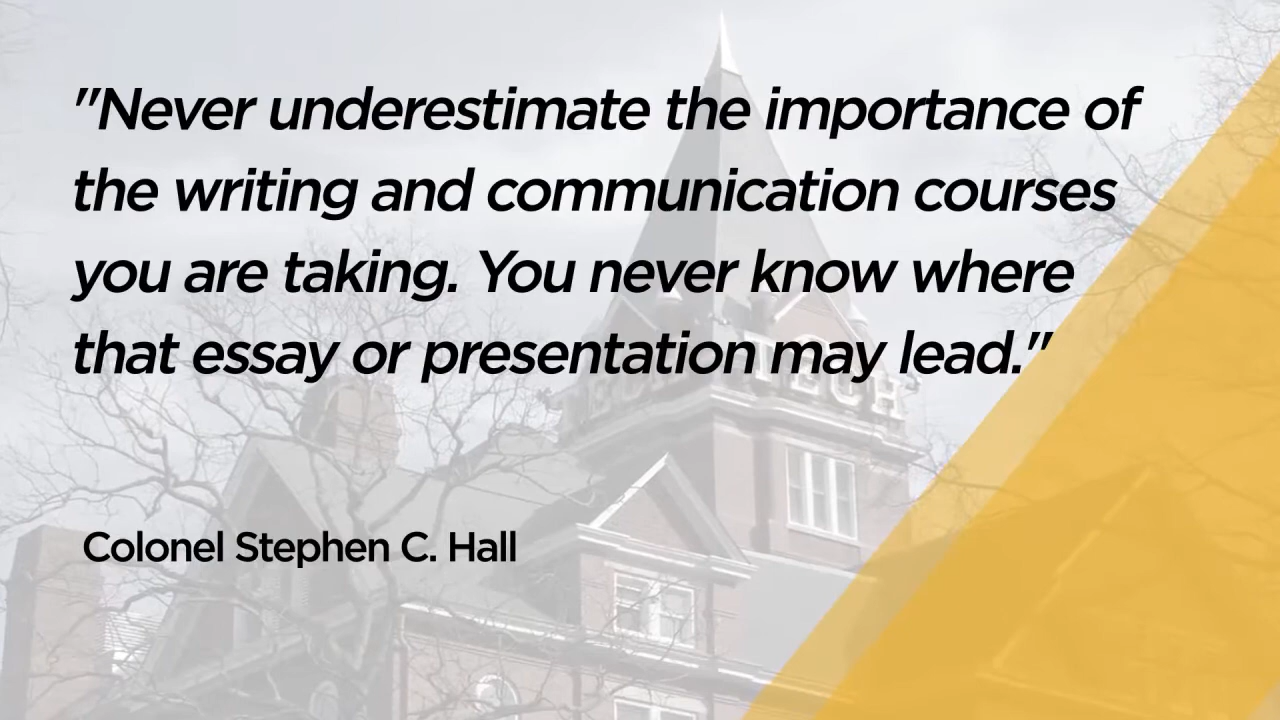 "Never underestimate the importance of
the writing and communication courses
you are taking. You never know where
that essay or presentation may lead."
TECH
Colonel Stephen C. Hall